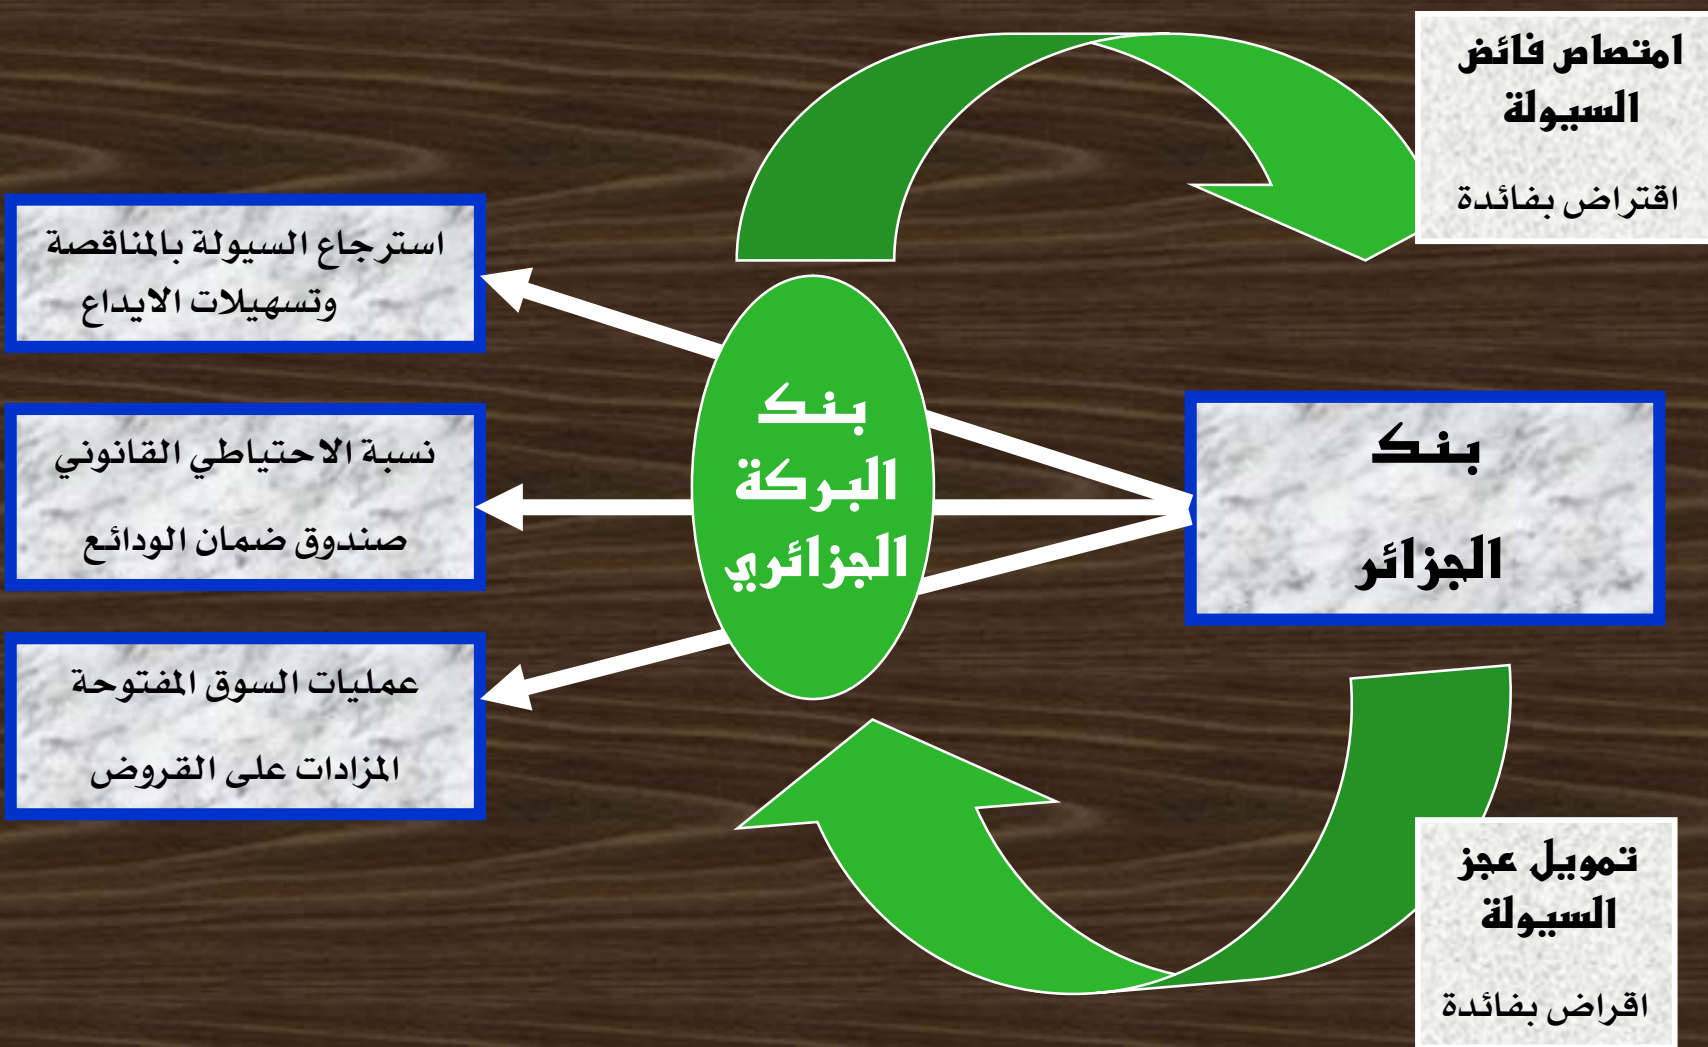 امتصاص فائض
السيولة
اقتراض بفائدة
بنك
الجزائر
بنك
البركة
الجزائري
استرجاع السيولة بالمناقصة
وتسهيلات الايداع
نسبة الاحتياطي القانوني
صندوق ضمان الودائع
عمليات السوق المفتوحة
المزادات على القروض
تمويل عجز
السيولة
اقراض بفائدة